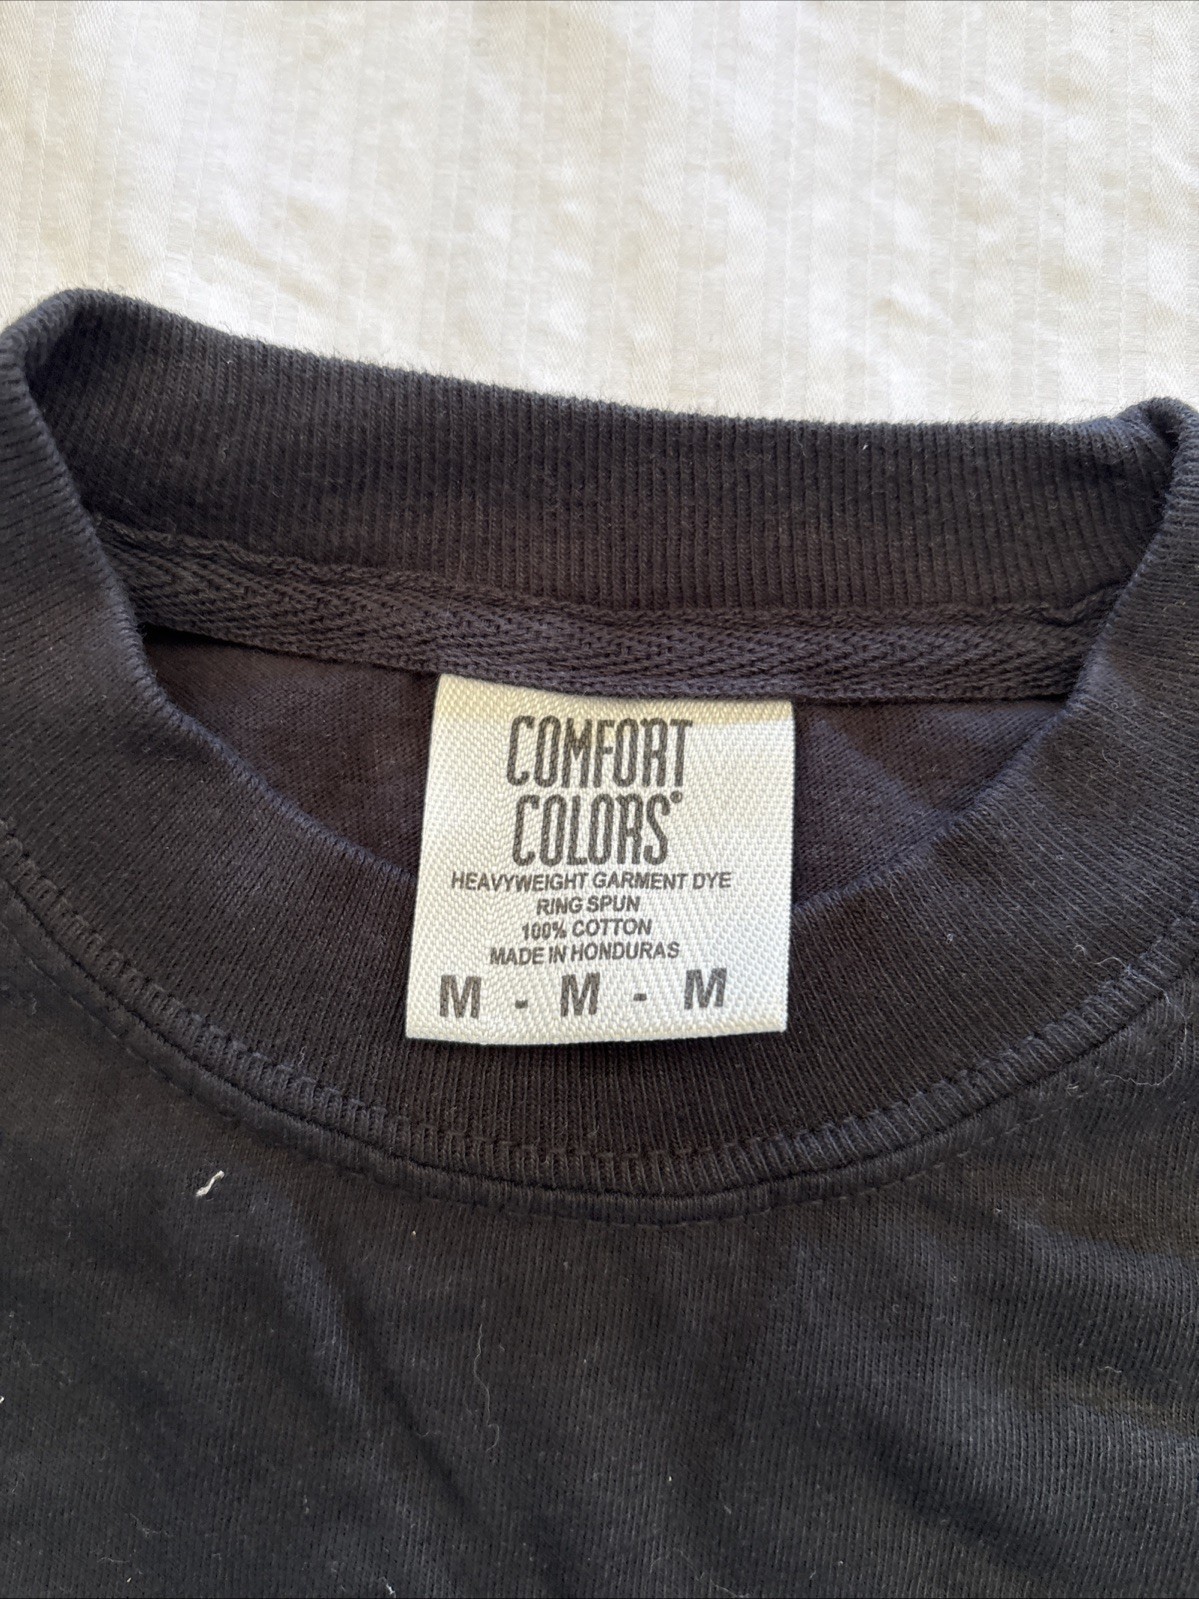 COMFORT
COLORS®
HEAVYWEIGHT GARMENT DYE
RING SPUN
100% COTTON
MADE IN HONDURAS
M - M - M